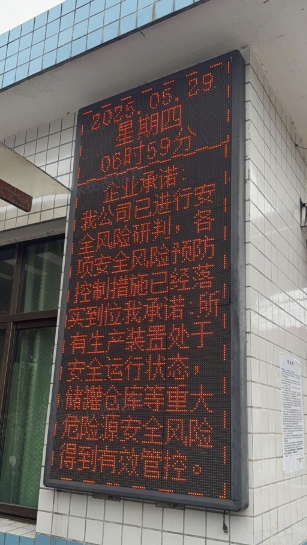 2025.05.29.
星期四
06时59分
企业承诺:
我公司已进行安
全风险研判，各
项安全风险预防
控制措施已经落
实到位我承诺:所
有生产装置处于
安全运行状态，
储罐仓库等重大
危险源安全风险
得到有效管控。